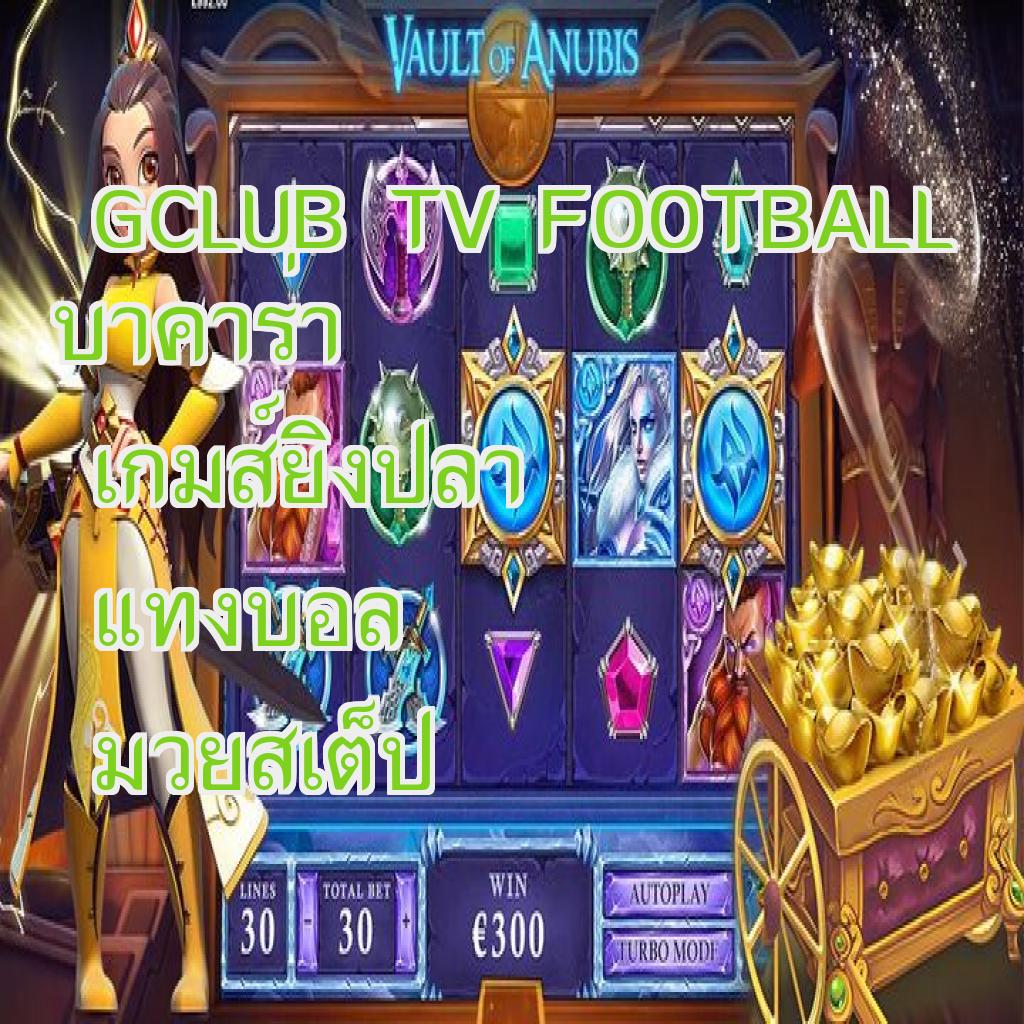 VAULT OF ANUBIS
GCLUB TV FOOTBALL
บาคาร่า
เกมส์ยิงปลา
แทงบอล
มวยสเต็ป
LINES
30
TOTAL BET
- 30 +
WIN
€300
AUTOPLAY
TURBO MODE